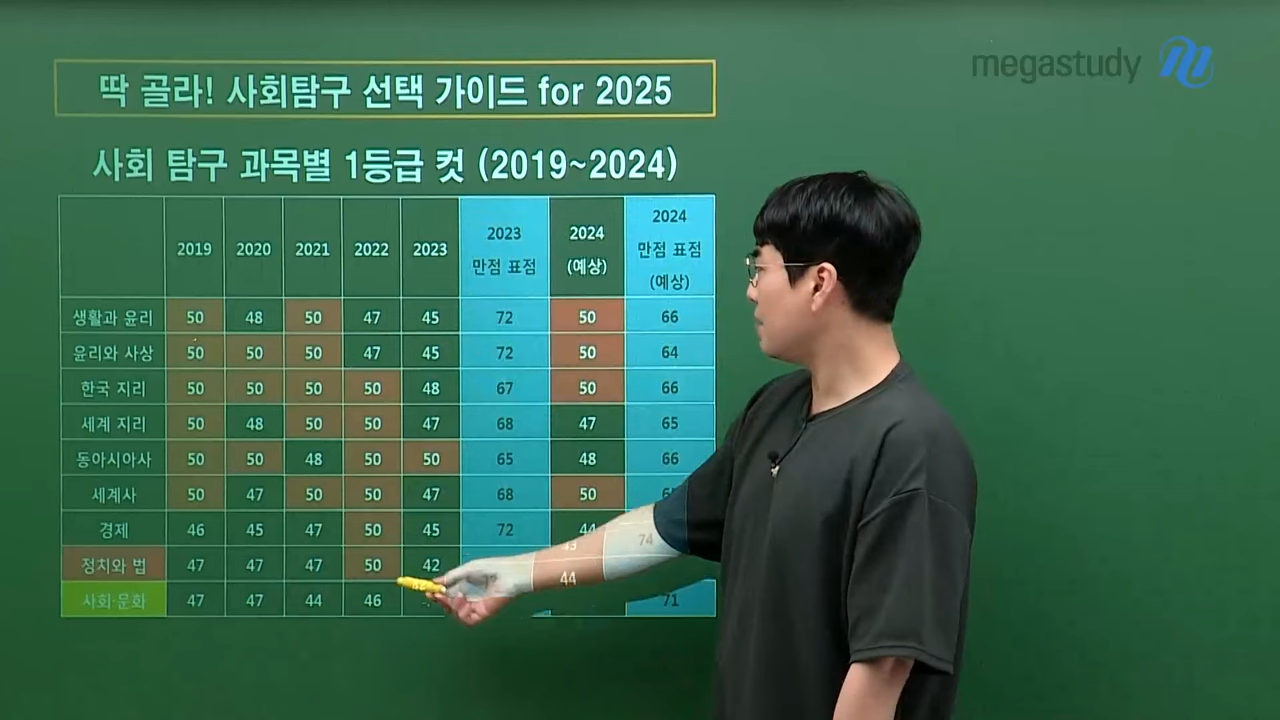 megastudy
딱 골라! 사회탐구 선택 가이드 for 2025
사회 탐구 과목별 1등급 컷 (2019~2024)
2019 2020 2021 2022 2023 2023 만점 표점 2024 (예상) 2024 만점 표점 (예상)
생활과 윤리 50 48 50 47 45 72 50 66
윤리와 사상 50 50 50 47 45 72 50 64
한국 지리 50 50 50 50 48 67 50 66
세계 지리 50 48 50 50 47 68 47 65
동아시아사 50 50 48 50 50 65 48 66
세계사 50 47 50 50 47 68 50
경제 46 45 47 50 45 72 44 74
정치와 법 47 47 47 50 42
사회·문화 47 47 44 46 44 71